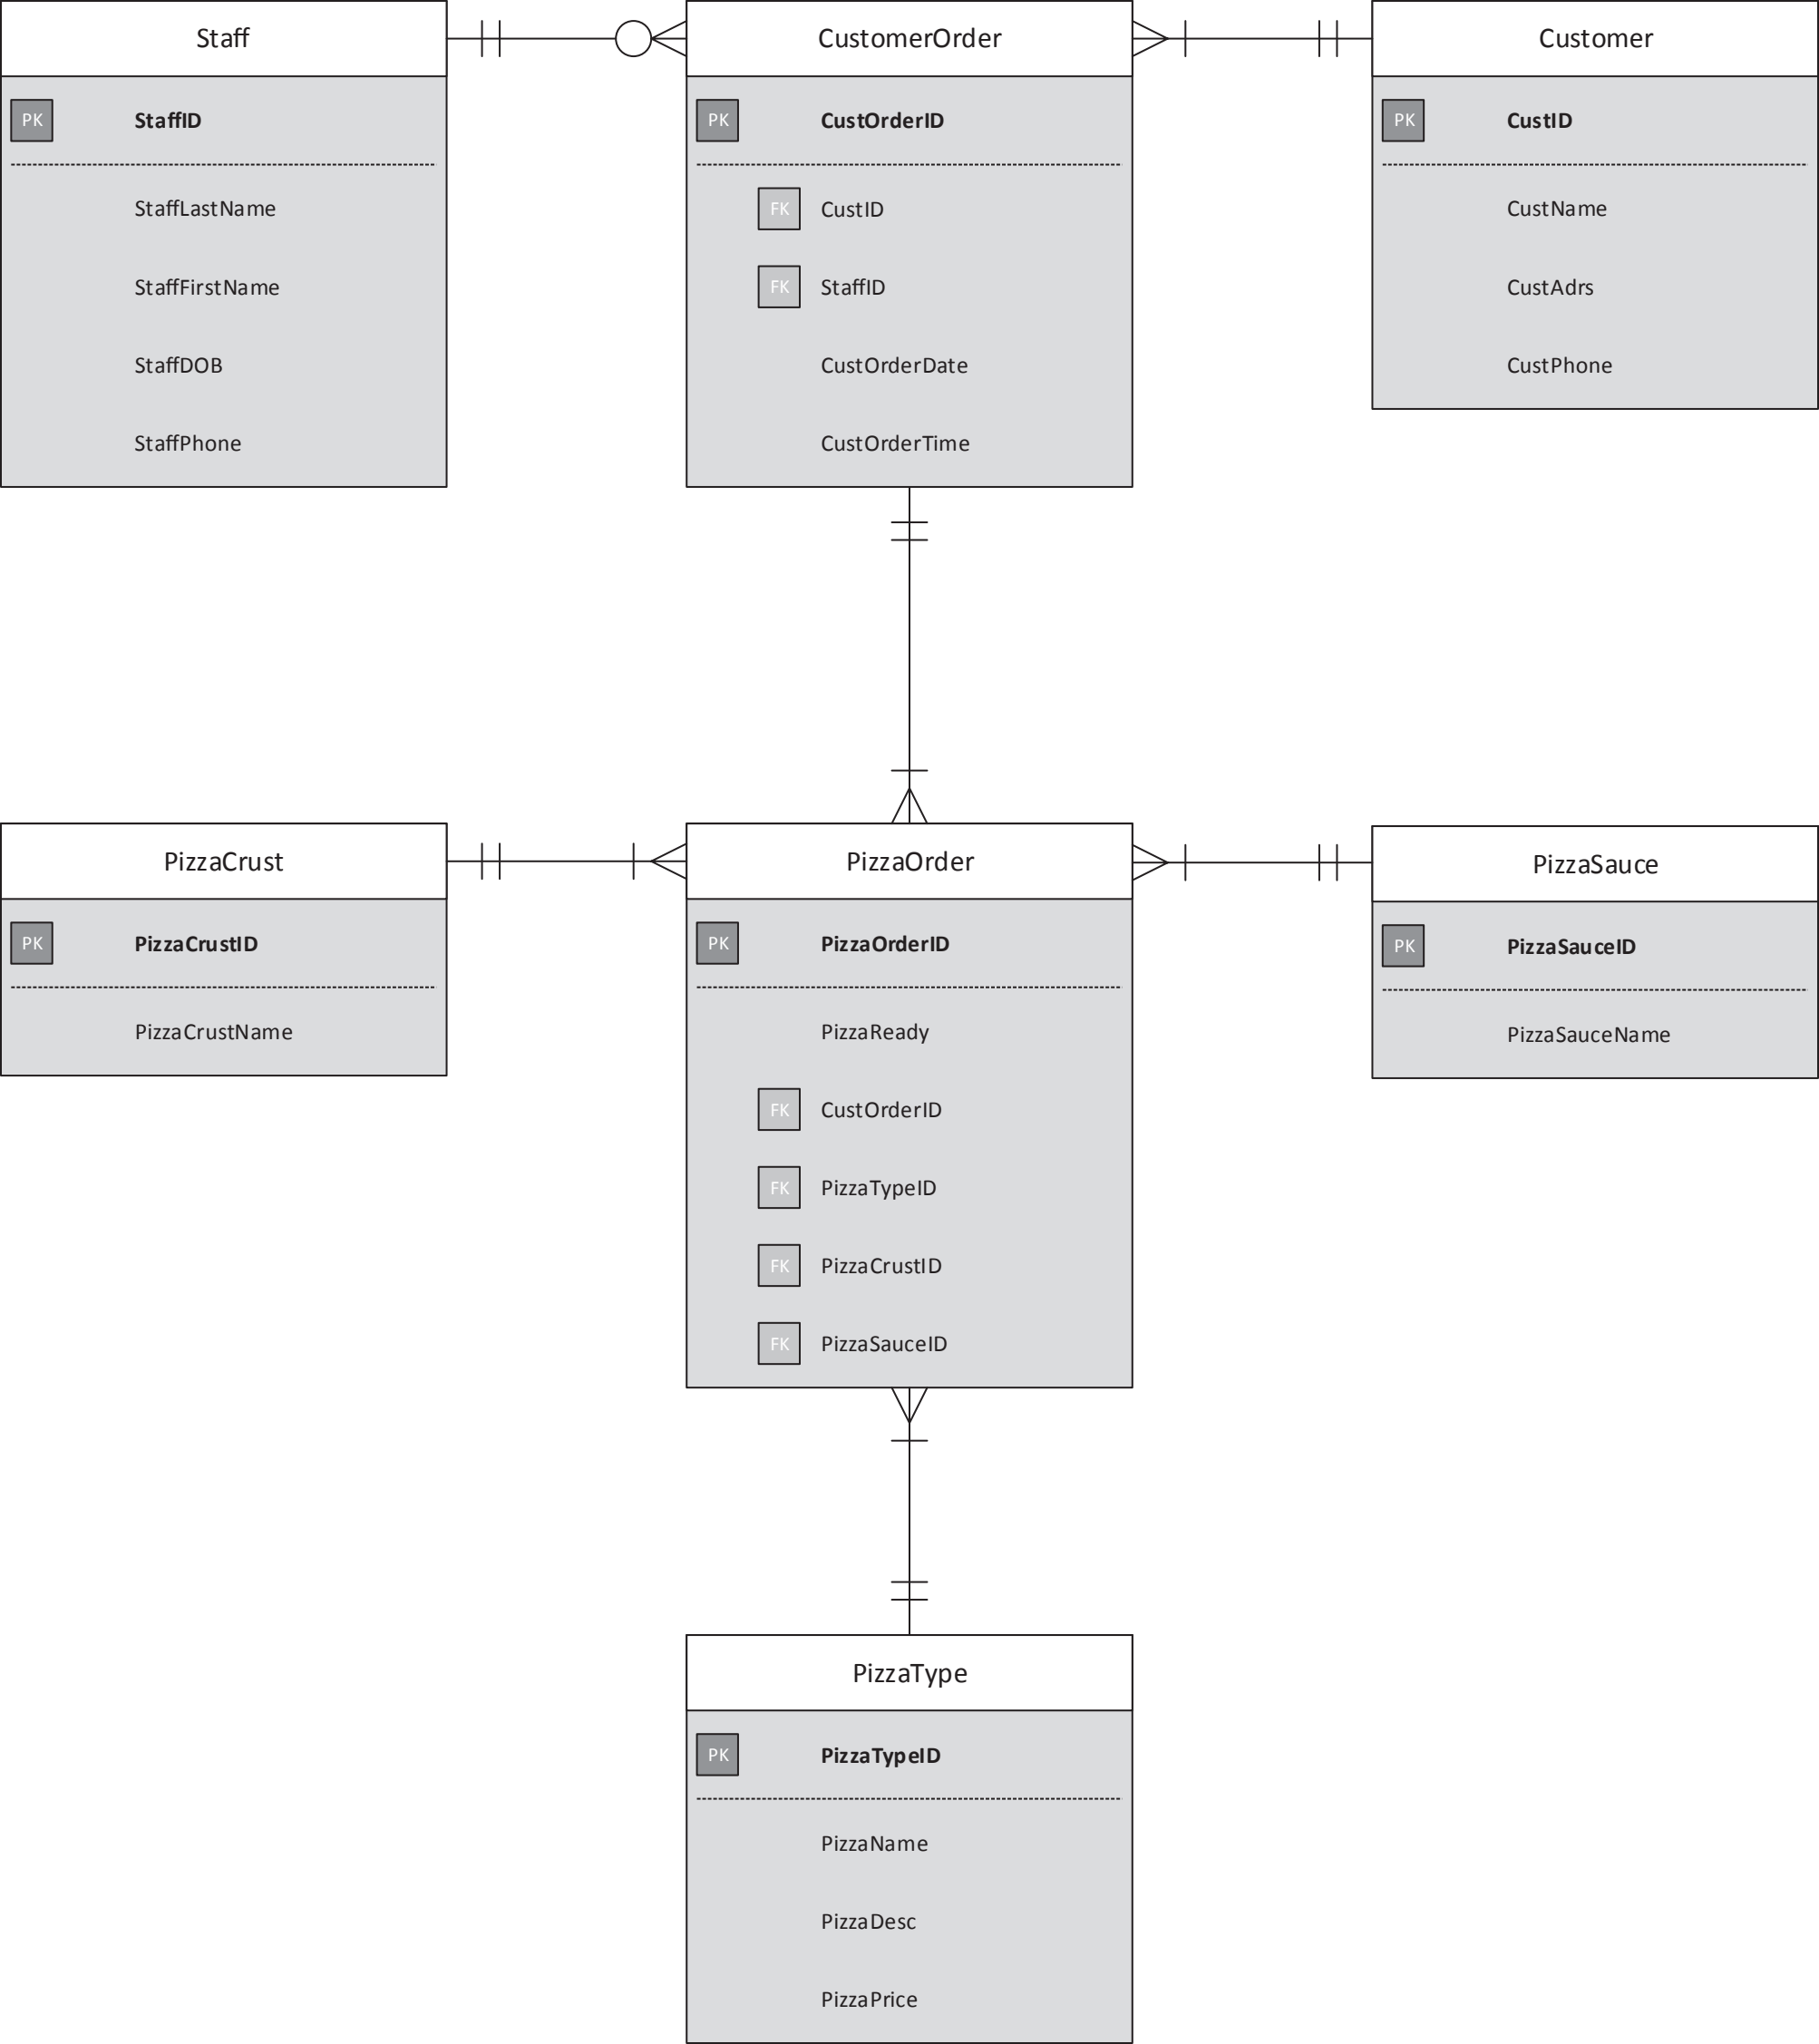 Staff
PK StaffID
StaffLastName
StaffFirstName
StaffDOB
StaffPhone
CustomerOrder
PK CustOrderID
FK CustID
FK StaffID
CustOrderDate
CustOrderTime
Customer
PK CustID
CustName
CustAdrs
CustPhone
PizzaCrust
PK PizzaCrustID
PizzaCrustName
PizzaOrder
PK PizzaOrderID
PizzaReady
FK CustOrderID
FK PizzaTypeID
FK PizzaCrustID
FK PizzaSauceID
PizzaSauce
PK PizzaSauceID
PizzaSauceName
PizzaType
PK PizzaTypeID
PizzaName
PizzaDesc
PizzaPrice